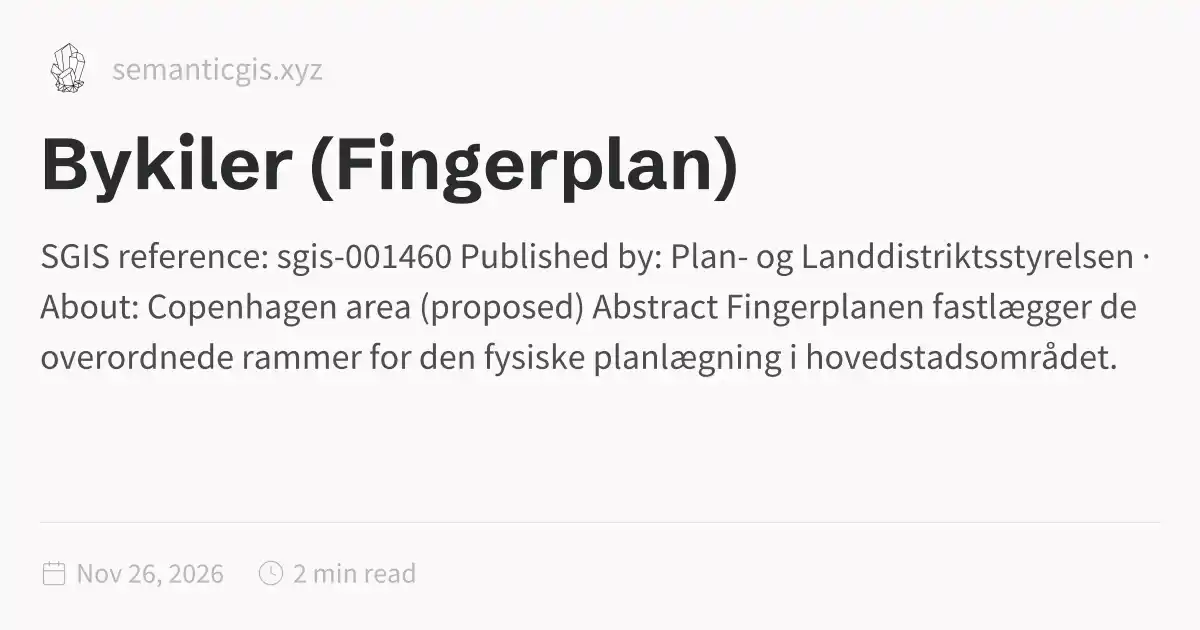 semanticgis.xyz
Bykiler (Fingerplan)
SGIS reference: sgis-001460 Published by: Plan- og Landdistriktsstyrelsen ·
About: Copenhagen area (proposed) Abstract Fingerplanen fastlægger de
overordnede rammer for den fysiske planlægning i hovedstadsområdet.
Nov 26, 2026 2 min read